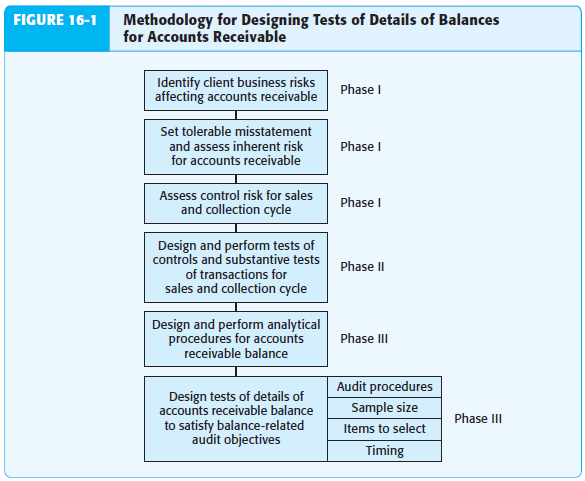 FIGURE 16-1
Methodology for Designing Tests of Details of Balances
for Accounts Receivable
Identify client business risks
affecting accounts receivable
Phase I
Set tolerable misstatement
and assess inherent risk
for accounts receivable
Phase I
Assess control risk for sales
and collection cycle
Phase I
Design and perform tests of
controls and substantive tests
of transactions for
sales and collection cycle
Phase II
Design and perform analytical
procedures for accounts
receivable balance
Phase III
Design tests of details of
accounts receivable balance
to satisfy balance-related
audit objectives
Audit procedures
Sample size
Items to select
Timing
Phase III